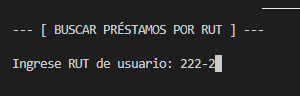 --- [ BUSCAR PRÉSTAMOS POR RUT ] ---
Ingrese RUT de usuario: 222-2